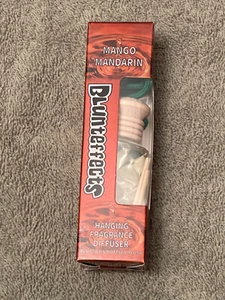 MANGO
MANDARIN
BLUNTEFFECTS
HANGING
FRAGRANCE
DIFFUSER